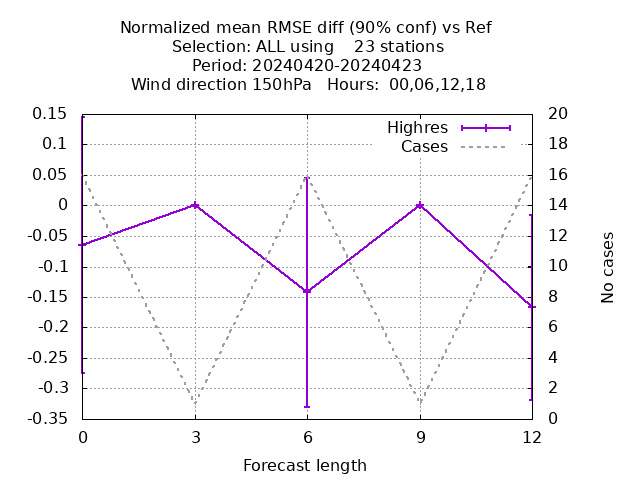 Normalized mean RMSE diff (90% conf) vs Ref
Selection: ALL using    23 stations
Period: 20240420-20240423
Wind direction 150hPa   Hours:  00,06,12,18
Highres
Cases
0.15
0.1
0.05
0
-0.05
-0.1
-0.15
-0.2
-0.25
-0.3
-0.35
20
18
16
14
12
10
8
6
4
2
0
No cases
0 3 6 9 12
Forecast length